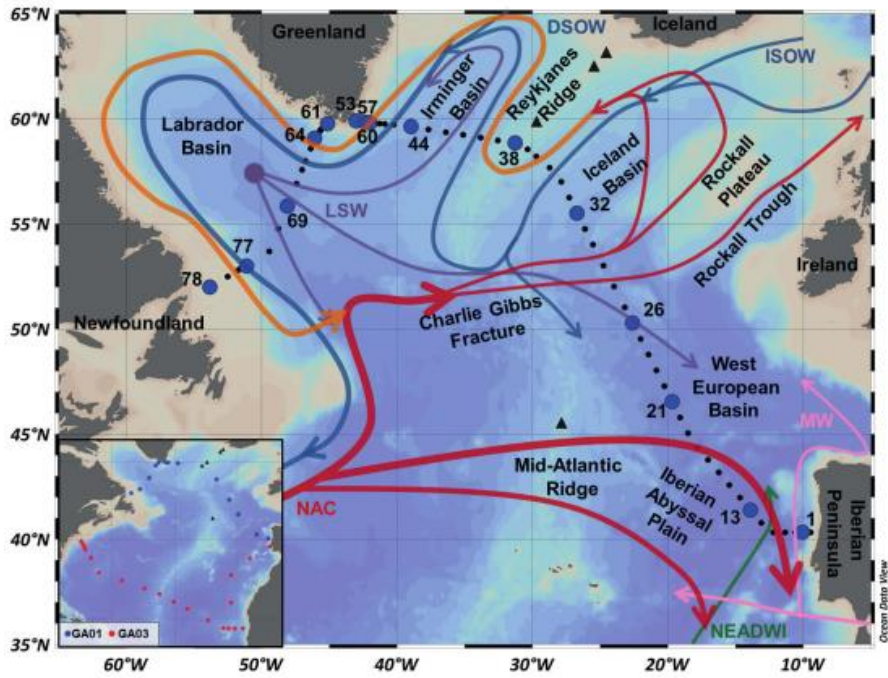 65°N
60°N
55°N
50°N
45°N
40°N
35°N
60°W
50°W
40°W
30°W
20°W
10°W
Greenland
DSOW
Iceland
ISOW
Labrador
Basin
61
53
57
64
60
Irminger
Basin
44
Reykjanes
Ridge
38
Iceland
Basin
32
Rockall
Plateau
Rockall Trough
Ireland
LSW
69
77
78
Newfoundland
Charlie Gibbs
Fracture
26
West
European
Basin
21
MW
Mid-Atlantic
Ridge
NAC
Iberian
Abyssal
Plain
13
1
Iberian
Peninsula
NEADWI
GA01
GA03
Ocean Data View